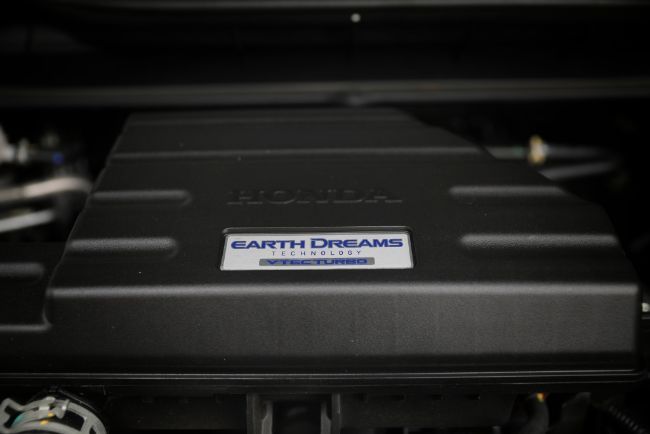 HONDA
EARTH DREAMS
TECHNOLOGY
VTEC TURBO